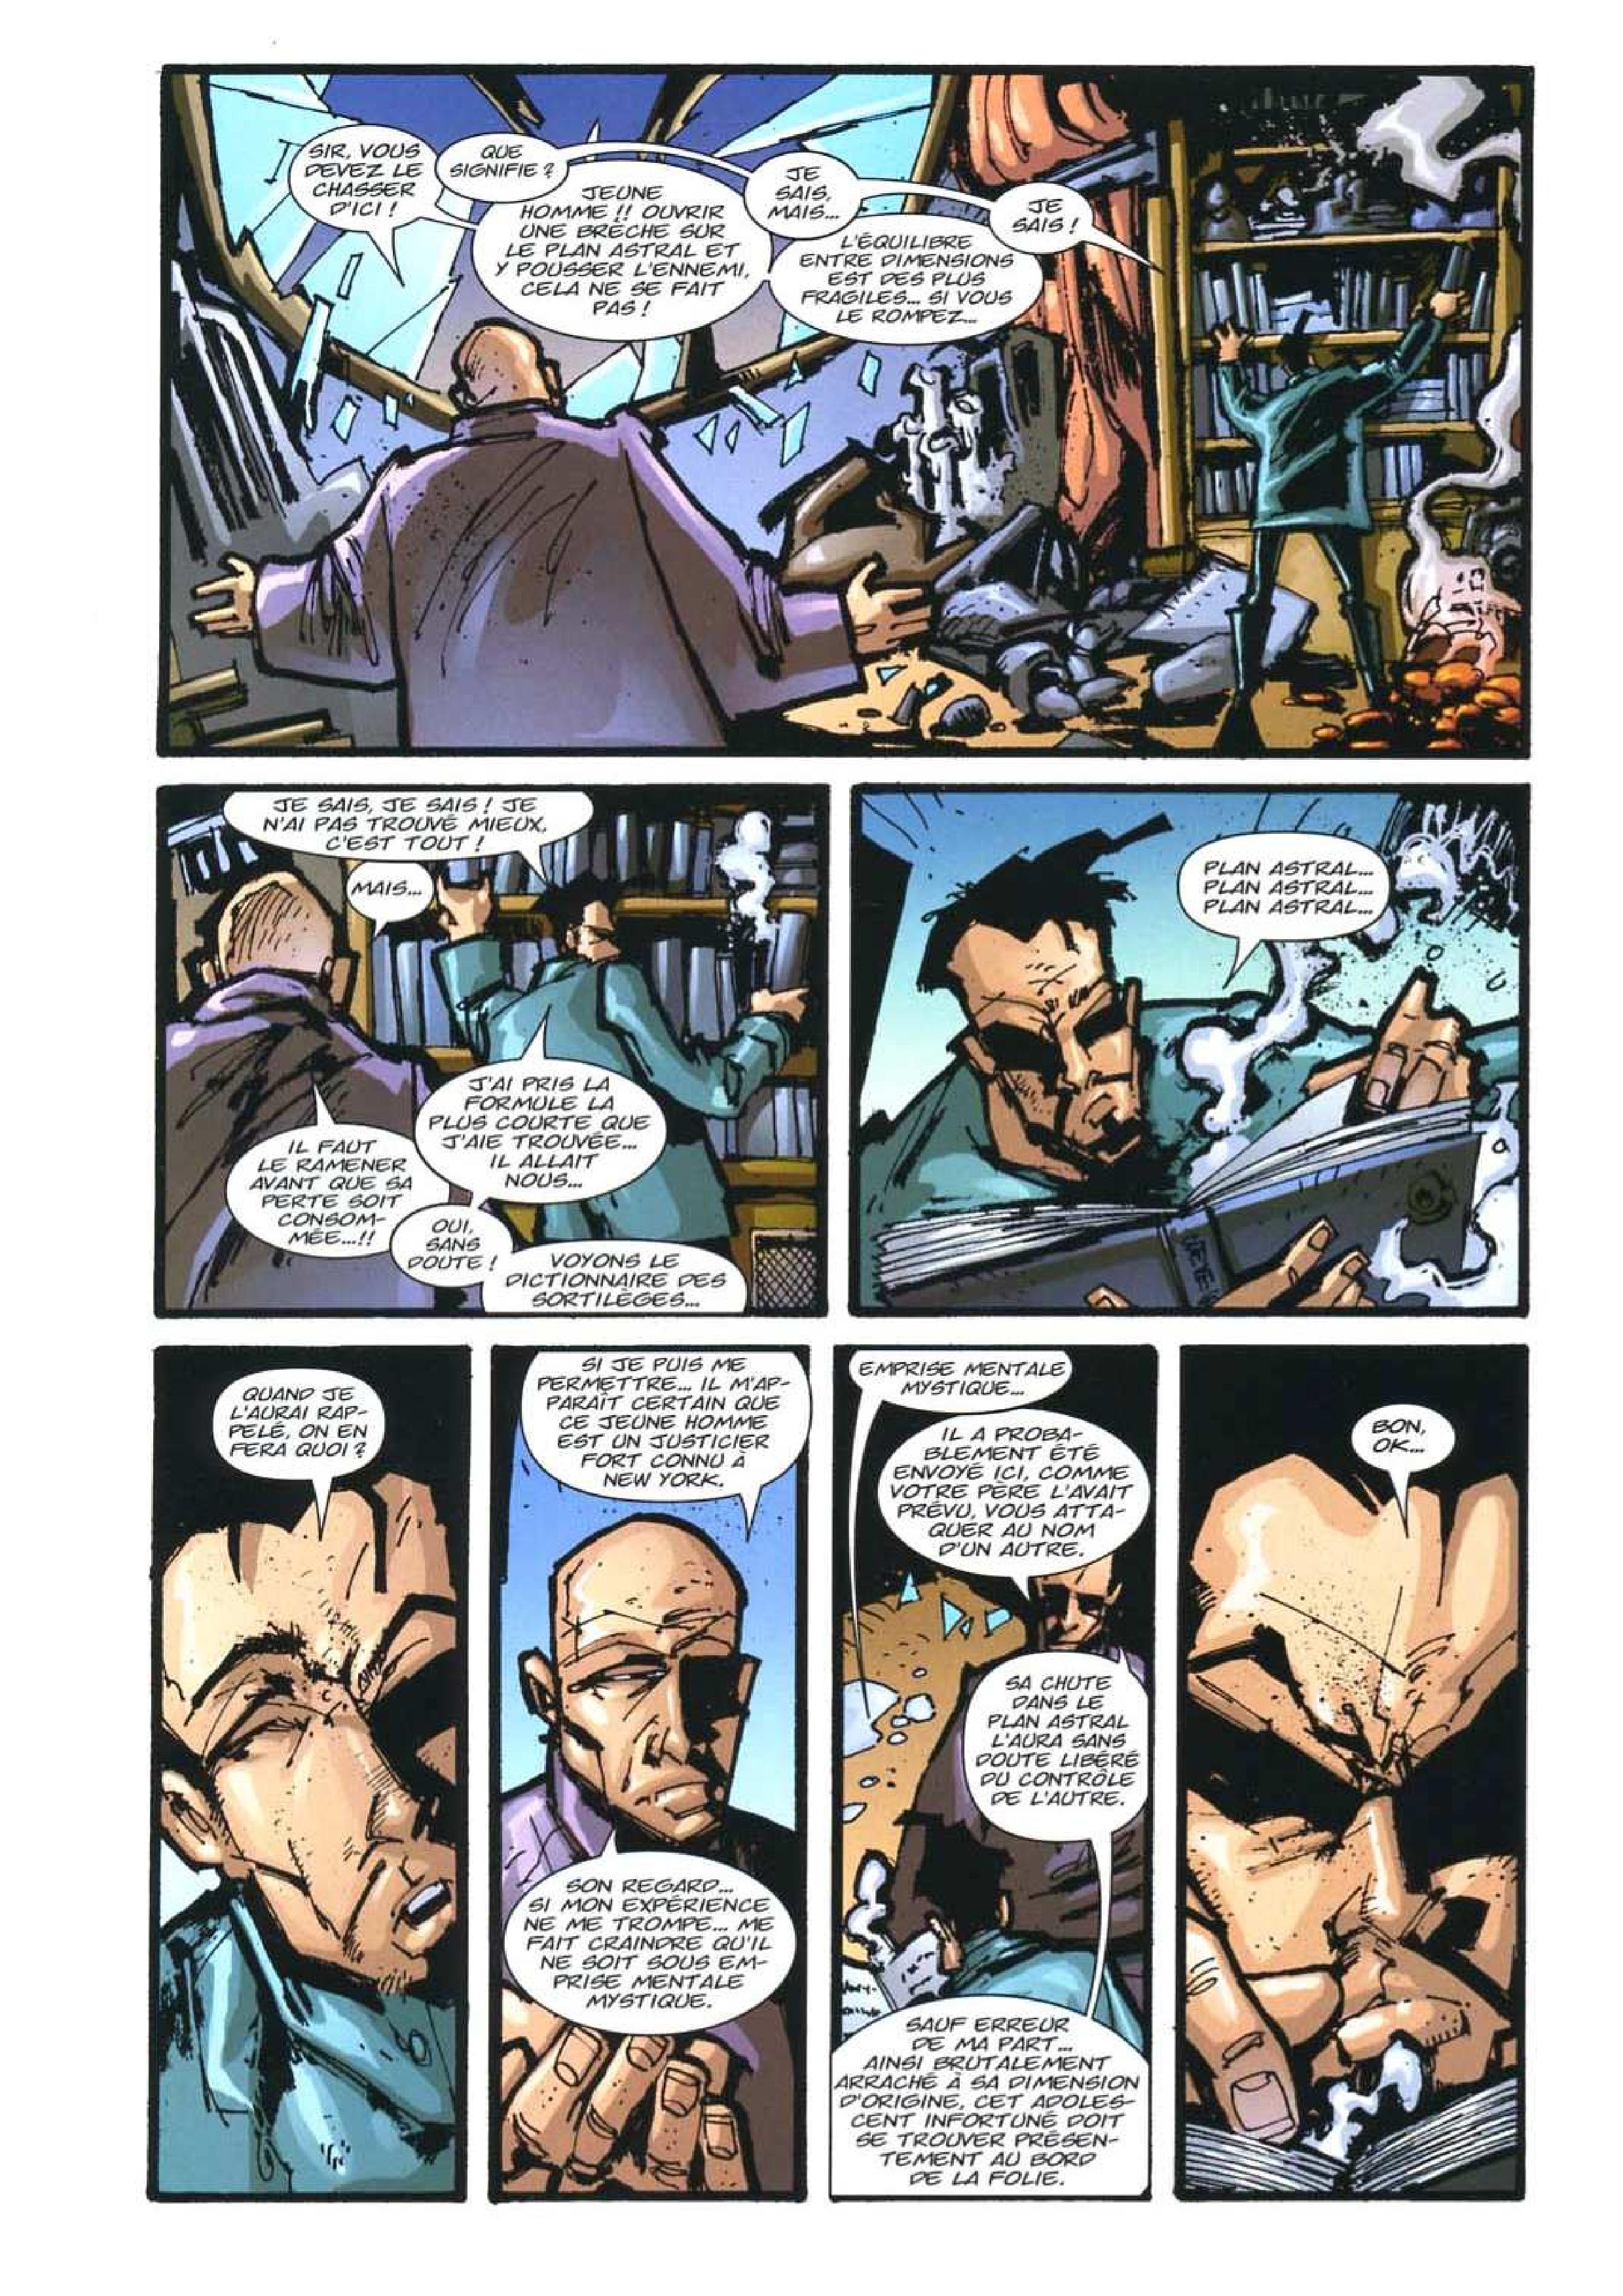 SIR, VOUS
DEVEZ LE
CHASSER
D'ICI !
QUE
SIGNIFIE ?
JEUNE
HOMME !! OUVRIR
UNE BRÈCHE SUR
LE PLAN ASTRAL ET
Y POUSSER L'ENNEMI,
CELA NE SE FAIT
PAS !
JE
SAIS,
MAIS...
L'ÉQUILIBRE
ENTRE DIMENSIONS
EST DES PLUS
FRAGILES... SI VOUS
LE ROMPEZ...
JE
SAIS !
JE SAIS, JE SAIS ! JE
N'AI PAS TROUVÉ MIEUX,
C'EST TOUT !
MAIS...
J'AI PRIS LA
FORMULE LA
PLUS COURTE QUE
J'AIE TROUVÉE...
IL ALLAIT
NOUS...
IL FAUT
LE RAMENER
AVANT QUE SA
PERTE SOIT
CONSOM-
MÉE...!!
OUI,
SANS
DOUTE !
VOYONS LE
DICTIONNAIRE DES
SORTILÈGES...
PLAN ASTRAL...
PLAN ASTRAL...
PLAN ASTRAL...
QUAND JE
L'AURAI RAP-
PELÉ, ON EN
FERA QUOI ?
SI JE PUIS ME
PERMETTRE... IL M'AP-
PARAÎT CERTAIN QUE
CE JEUNE HOMME
EST UN JUSTICIER
FORT CONNU À
NEW YORK.
SON REGARD...
SI MON EXPÉRIENCE
NE ME TROMPE... ME
FAIT CRAINDRE QU'IL
NE SOIT SOUS EM-
PRISE MENTALE
MYSTIQUE.
EMPRISE MENTALE
MYSTIQUE...
IL A PROBA-
BLEMENT ÉTÉ
ENVOYÉ ICI, COMME
VOTRE PÈRE L'AVAIT
PRÉVU, VOUS ATTA-
QUER AU NOM
D'UN AUTRE.
SA CHUTE
DANS LE
PLAN ASTRAL
L'AURA SANS
DOUTE LIBÉRÉ
DU CONTRÔLE
DE L'AUTRE.
SAUF ERREUR
DE MA PART...
AINSI BRUTALEMENT
ARRACHÉ À SA DIMENSION
D'ORIGINE, CET ADOLES-
CENT INFORTUNÉ DOIT
SE TROUVER PRÉSEN-
TEMENT AU BORD
DE LA FOLIE.
BON,
OK...